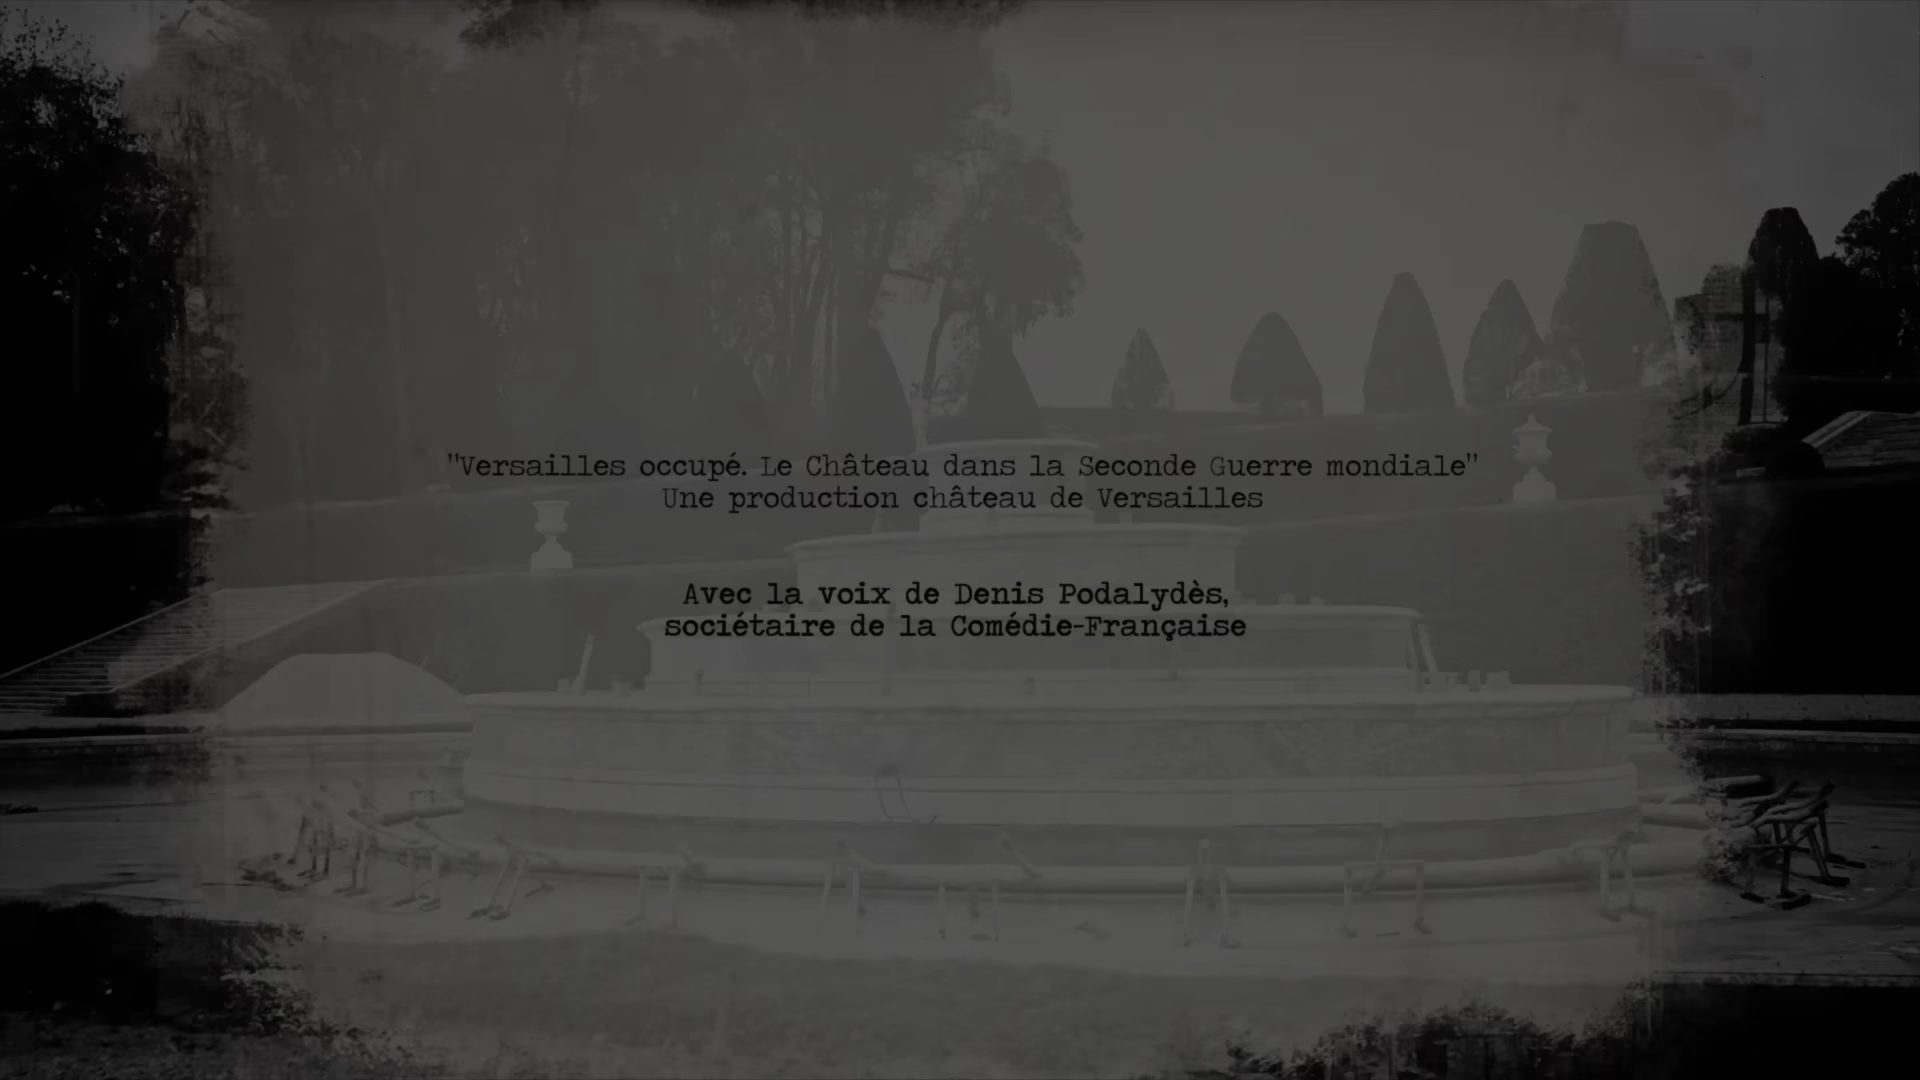 "Versailles occupé. Le Château dans la Seconde Guerre mondiale"
Une production château de Versailles
Avec la voix de Denis Podalydès,
sociétaire de la Comédie-Française